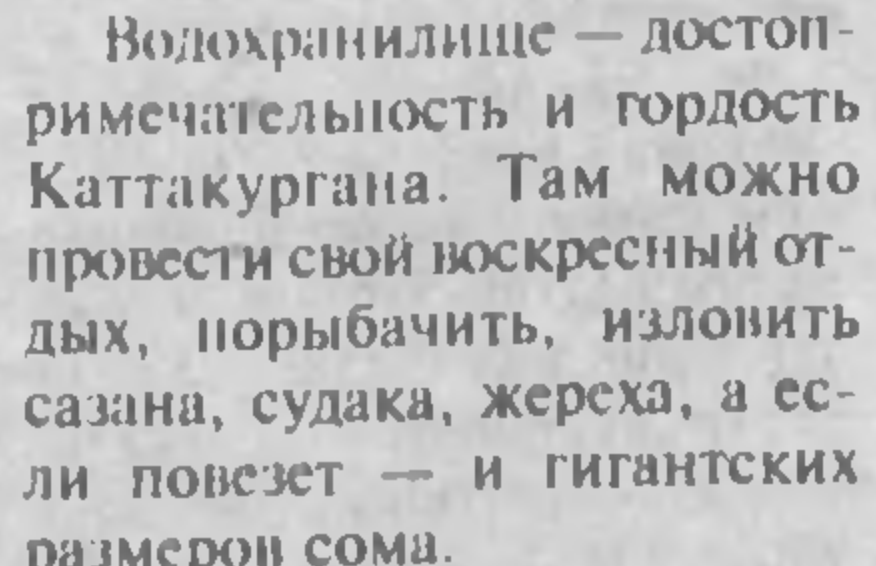 Водохранилище — достоп-
римечательность и гордость
Каттакургана. Там можно
провести свой воскресный от-
дых, порыбачить, изловить
сазана, судака, жереха, а ес-
ли повезет — и гигантских
размеров сома.